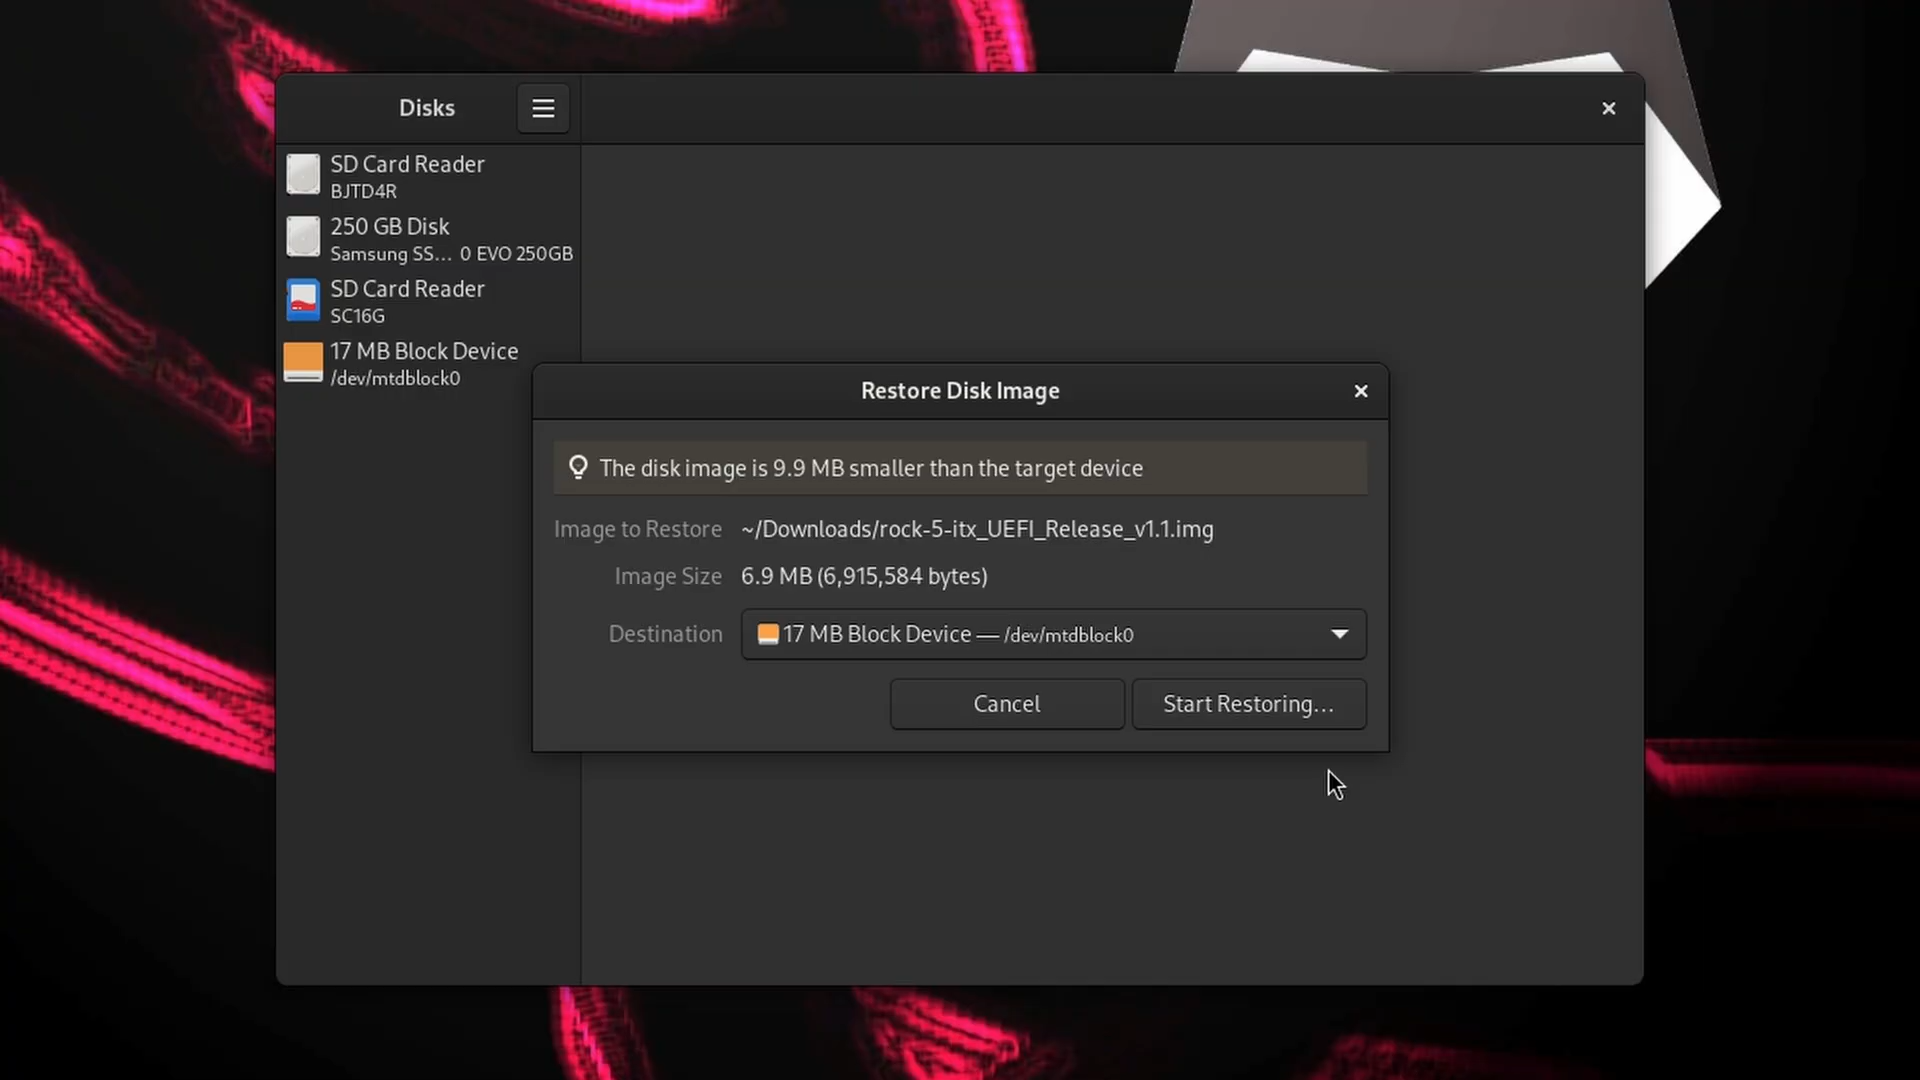 Disks
SD Card Reader
BJTD4R
250 GB Disk
Samsung SS... 0 EVO 250GB
SD Card Reader
SC16G
17 MB Block Device
/dev/mtdblock0
Restore Disk Image
The disk image is 9.9 MB smaller than the target device
Image to Restore ~/Downloads/rock-5-itx_UEFI_Release_v1.1.img
Image Size 6.9 MB (6,915,584 bytes)
Destination 17 MB Block Device — /dev/mtdblock0
Cancel Start Restoring...